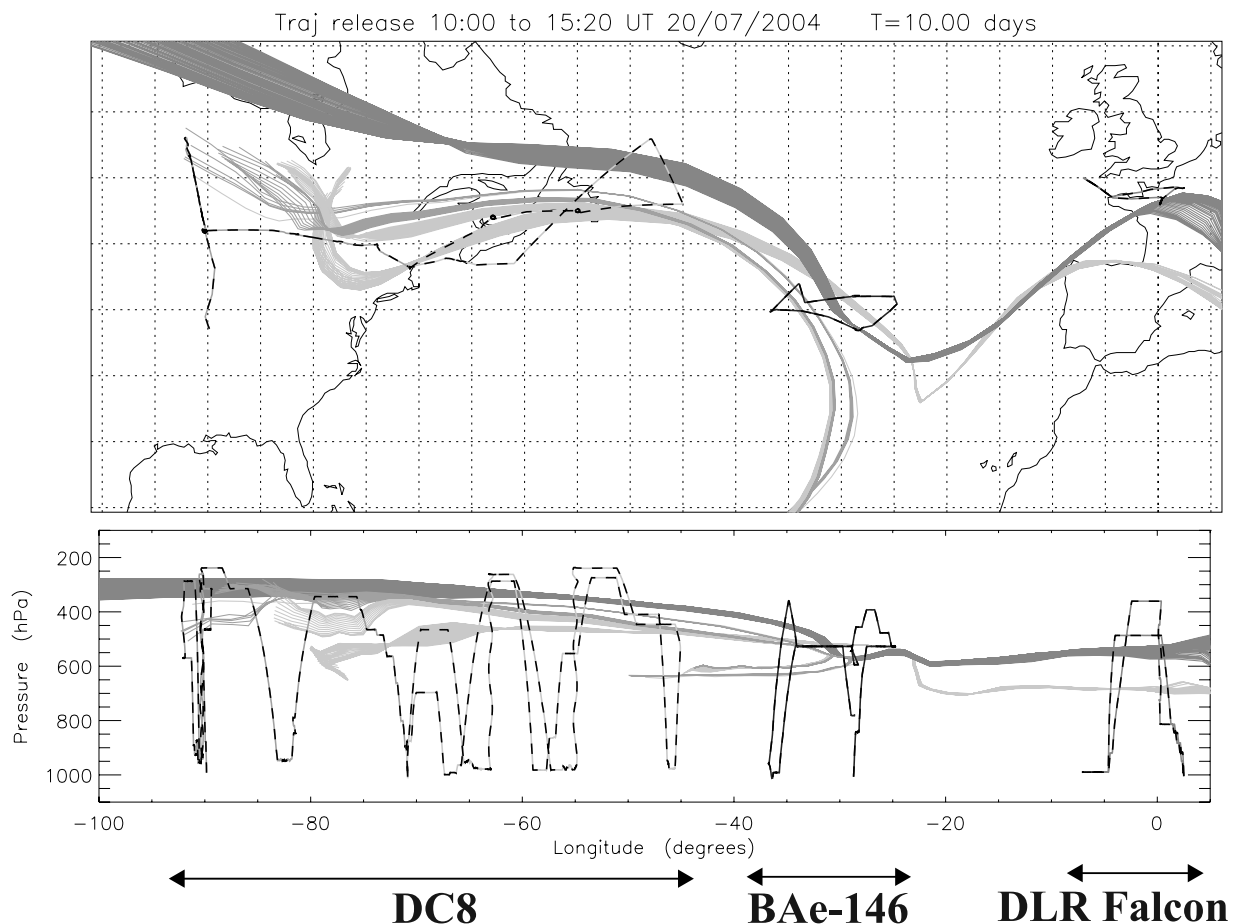 Traj release 10:00 to 15:20 UT 20/07/2004 T=10.00 days
200
400
600
800
1000
Pressure (hPa)
-100 -80 -60 -40 -20 0
Longitude (degrees)
DC8 BAe-146 DLR Falcon